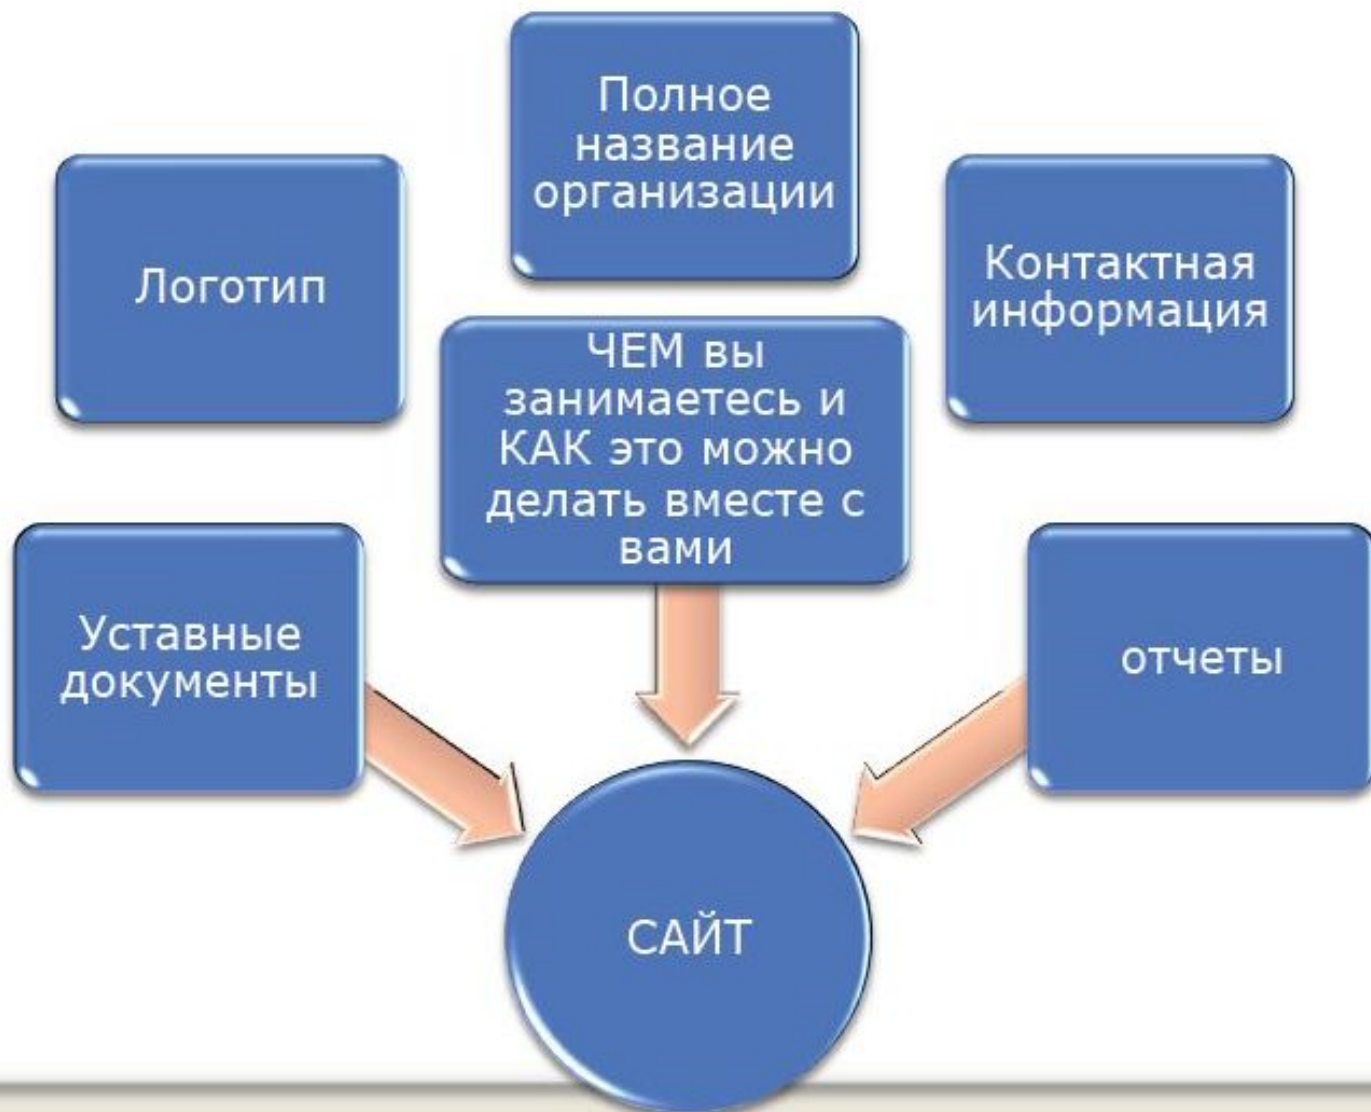 Полное
название
организации
Логотип
Контактная
информация
ЧЕМ вы
занимаетесь и
КАК это можно
делать вместе с
вами
Уставные
документы
отчеты
САЙТ